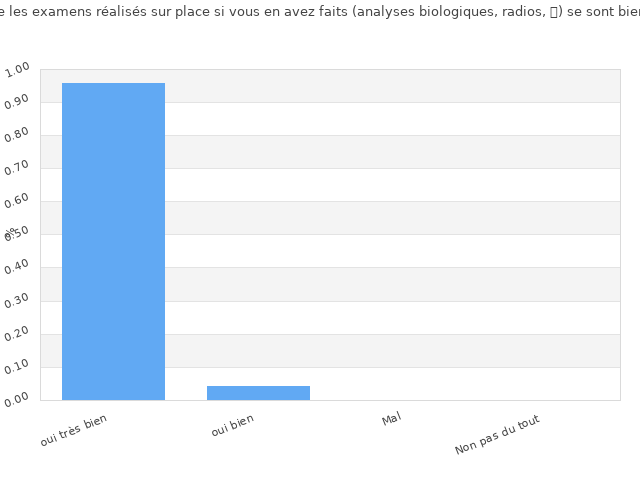 e les examens réalisés sur place si vous en avez faits (analyses biologiques, radios, ) se sont bien
1.00
0.90
0.80
0.70
0.60
0.50
0.40
0.30
0.20
0.10
0.00
oui très bien
oui bien
Mal
Non pas du tout